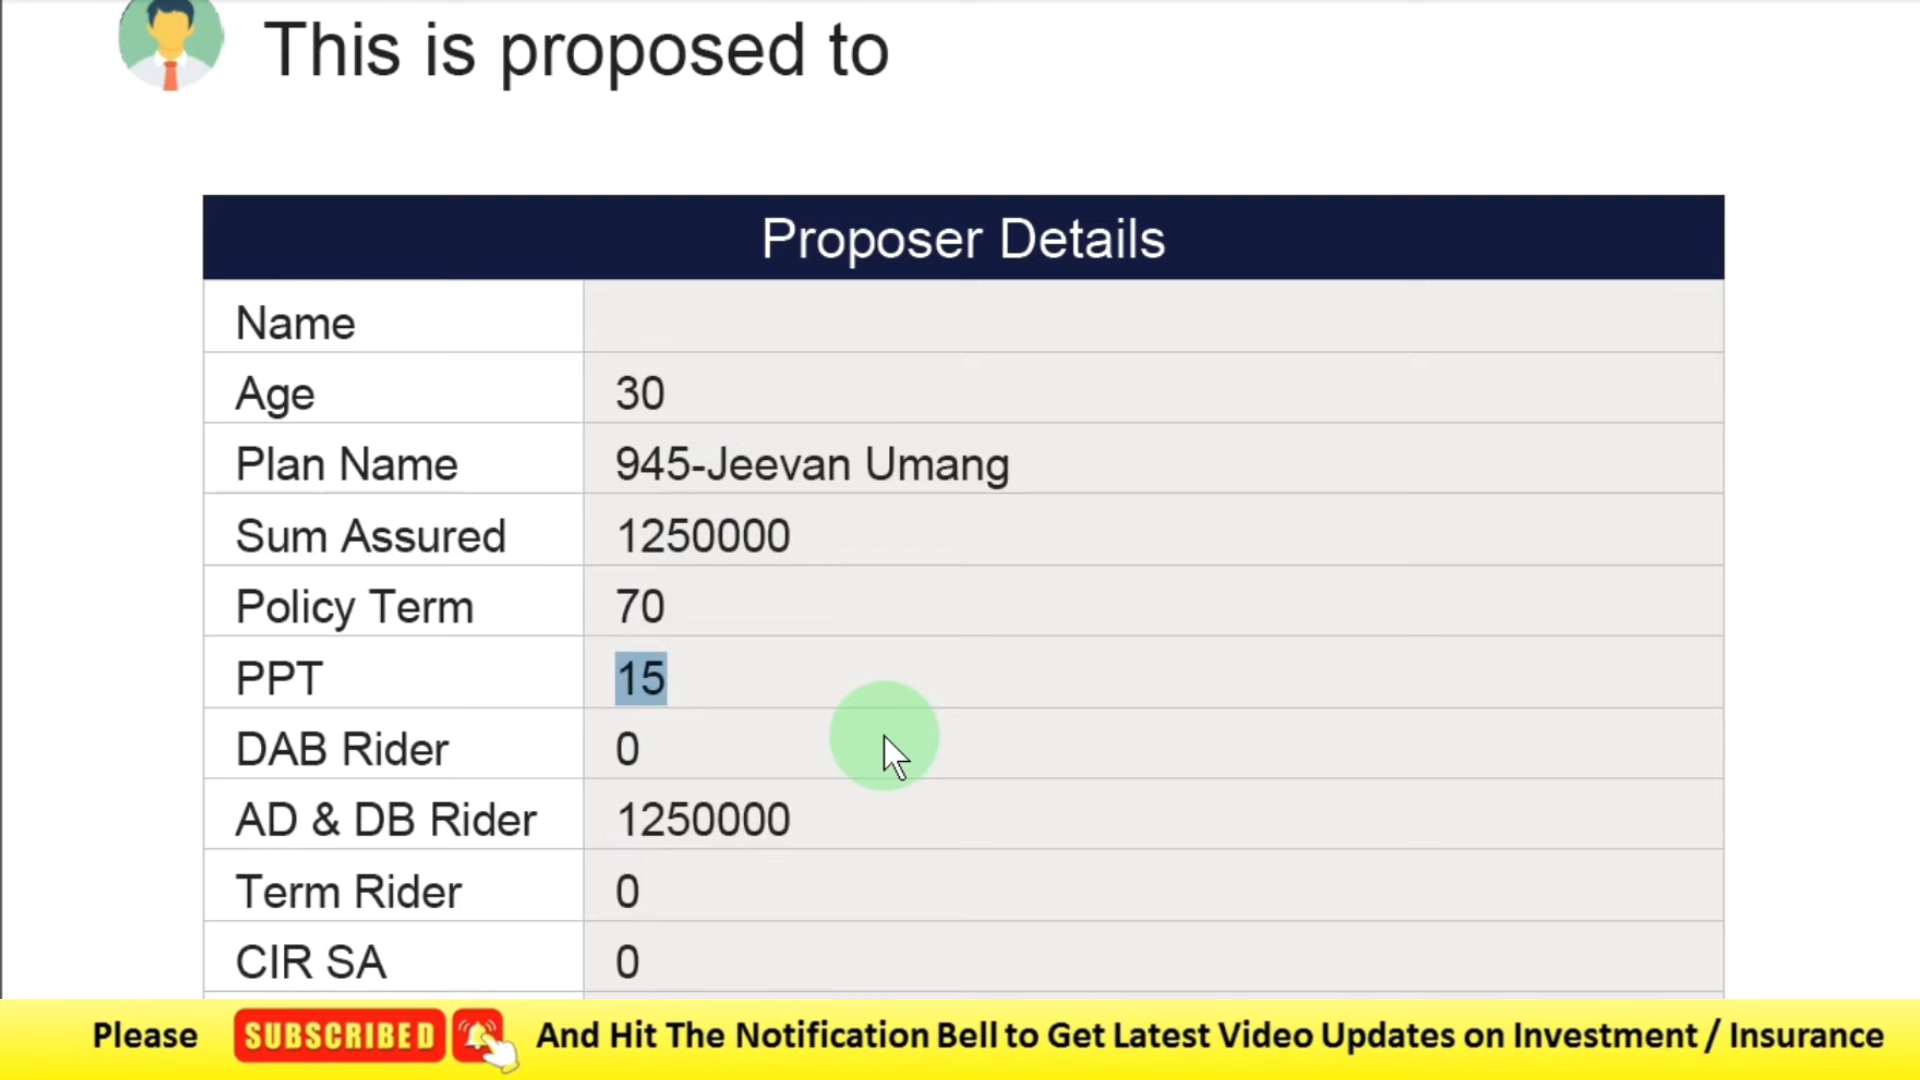 This is proposed to
Proposer Details
Name
Age 30
Plan Name 945-Jeevan Umang
Sum Assured 1250000
Policy Term 70
PPT 15
DAB Rider 0
AD & DB Rider 1250000
Term Rider 0
CIR SA 0
Please SUBSCRIBED And Hit The Notification Bell to Get Latest Video Updates on Investment / Insurance